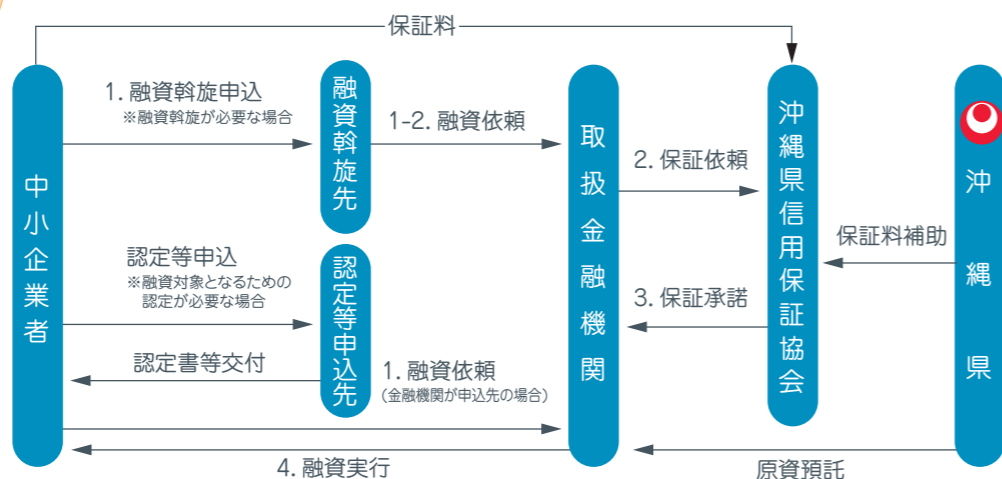 保証料
中小企業者
1. 融資斡旋申込
※融資斡旋が必要な場合
融資斡旋先
1-2. 融資依頼
取扱金融機関
2. 保証依頼
沖縄県信用保証協会
沖縄県
保証料補助
認定等申込
※融資対象となるための
認定が必要な場合
認定等申込先
3. 保証承諾
認定書等交付
1. 融資依頼
(金融機関が申込先の場合)
4. 融資実行
原資預託